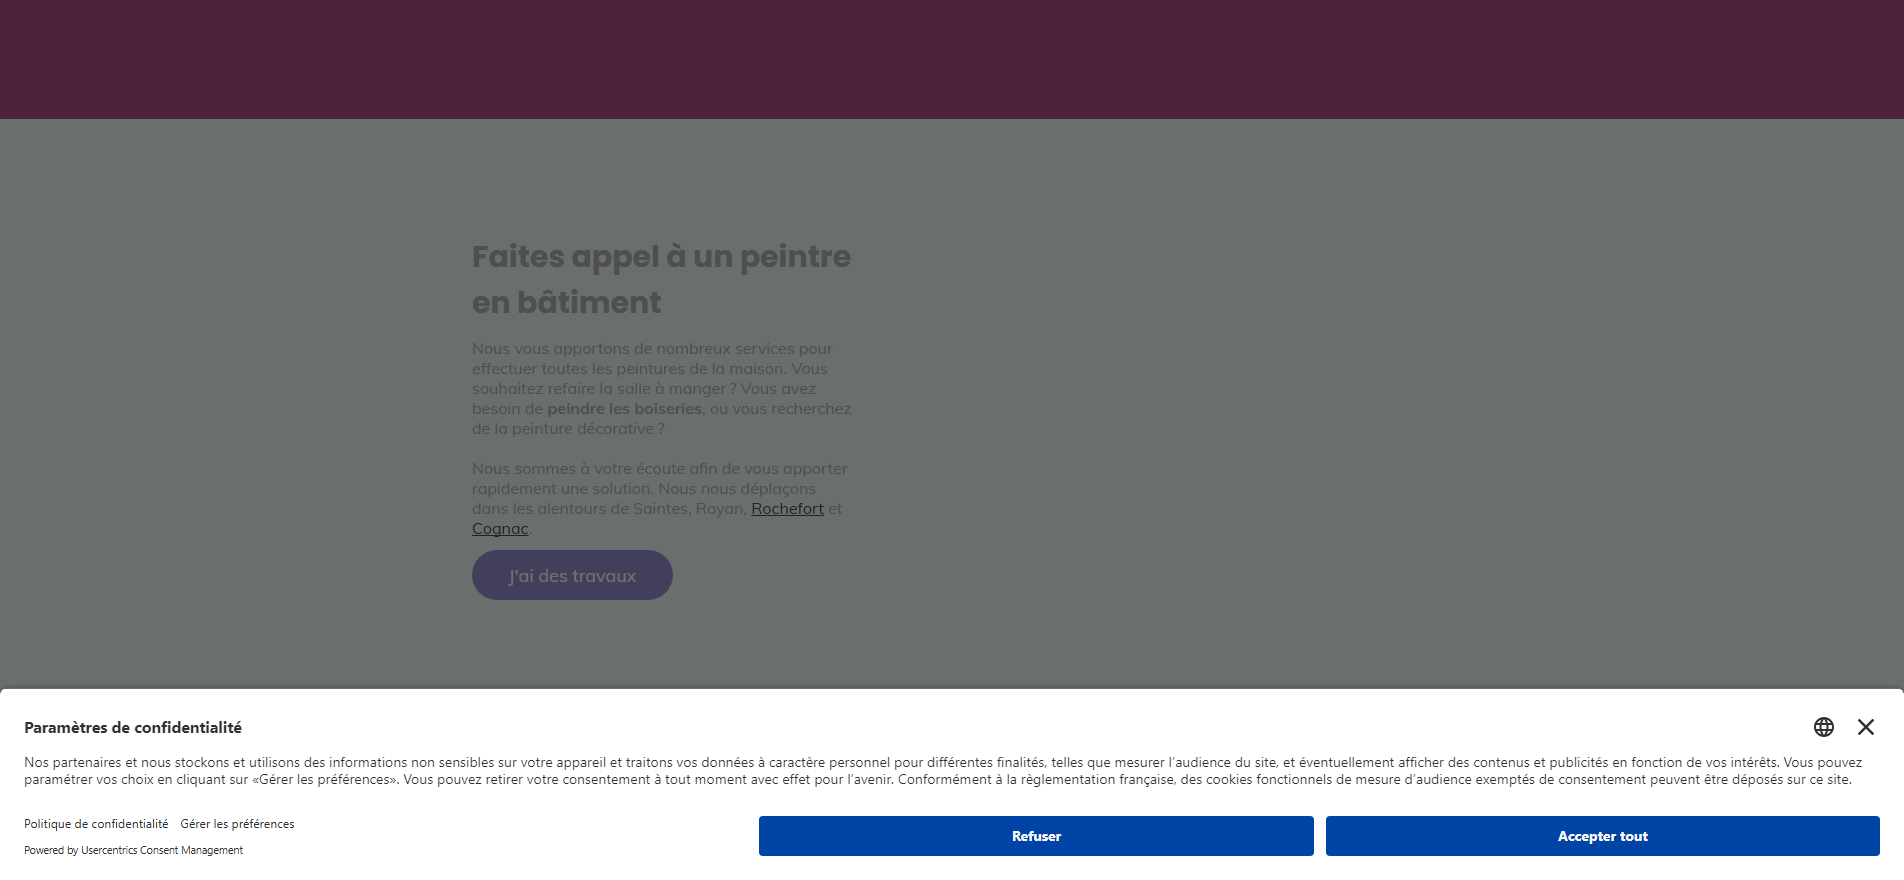 Faites appel à un peintre
en bâtiment
Nous vous apportons de nombreux services pour
effectuer toutes les peintures de la maison. Vous
souhaitez refaire la salle à manger ? Vous avez
besoin de peindre les boiseries, ou vous recherchez
de la peinture décorative ?
Nous sommes à votre écoute afin de vous apporter
rapidement une solution. Nous nous déplaçons
dans les alentours de Saintes, Royan, Rochefort et
Cognac.
J'ai des travaux
Paramètres de confidentialité
Nos partenaires et nous stockons et utilisons des informations non sensibles sur votre appareil et traitons vos données à caractère personnel pour différentes finalités, telles que mesurer l’audience du site, et éventuellement afficher des contenus et publicités en fonction de vos intérêts. Vous pouvez
paramétrer vos choix en cliquant sur «Gérer les préférences». Vous pouvez retirer votre consentement à tout moment avec effet pour l’avenir. Conformément à la règlementation française, des cookies fonctionnels de mesure d’audience exemptés de consentement peuvent être déposés sur ce site.
Politique de confidentialité Gérer les préférences
Powered by Usercentrics Consent Management
Refuser
Accepter tout